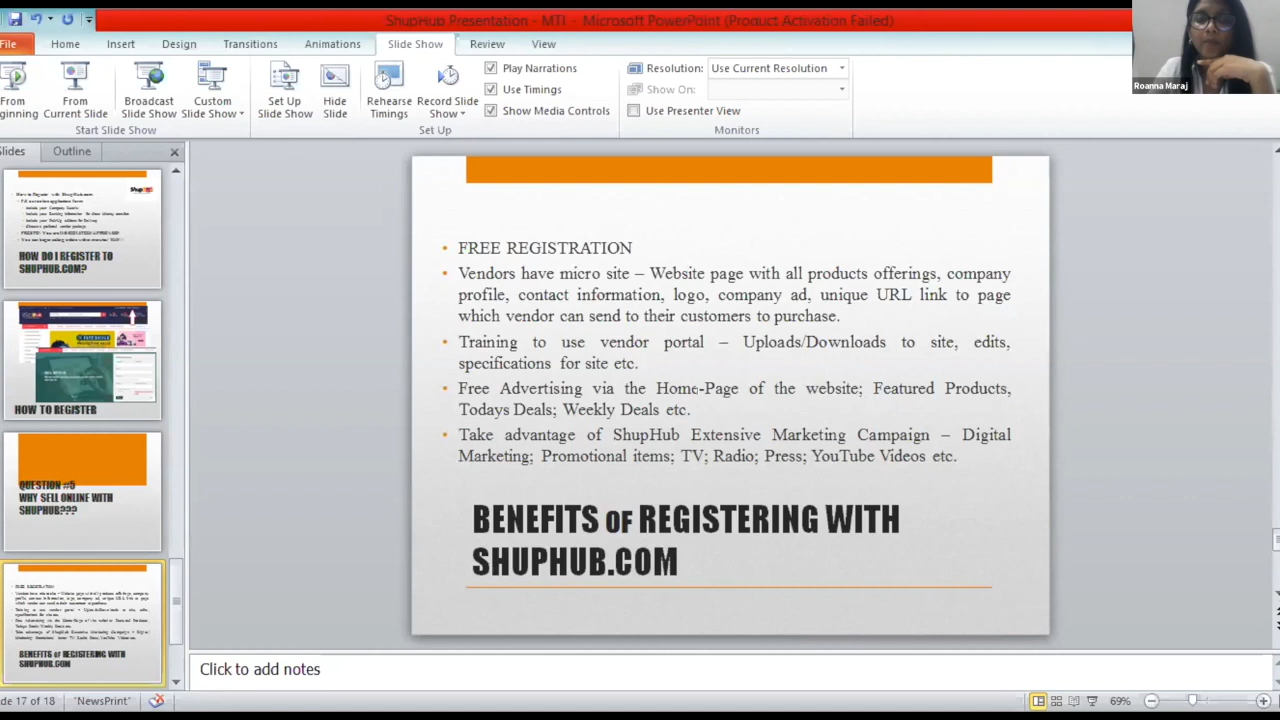 ShupHub Presentation - MTI - Microsoft PowerPoint (Product Activation Failed)
File Home Insert Design Transitions Animations Slide Show Review View
From Current Slide
Broadcast Slide Show
Custom Slide Show
Start Slide Show
Set Up Slide Show
Hide Slide
Rehearse Timings
Record Slide Show
Play Narrations
Use Timings
Show Media Controls
Set Up
Resolution: Use Current Resolution
Show On:
Use Presenter View
Monitors
Roanna Maraj
Outline
HOW DO I REGISTER TO
SHUPHUB.COM?
HOW TO REGISTER
QUESTION #5
WHY SELL ONLINE WITH
SHUPHUB???
FREE REGISTRATION
BENEFITS OF REGISTERING WITH
SHUPHUB.COM
• FREE REGISTRATION
• Vendors have micro site – Website page with all products offerings, company
profile, contact information, logo, company ad, unique URL link to page
which vendor can send to their customers to purchase.
• Training to use vendor portal – Uploads/Downloads to site, edits,
specifications for site etc.
• Free Advertising via the Home-Page of the website; Featured Products,
Todays Deals; Weekly Deals etc.
• Take advantage of ShupHub Extensive Marketing Campaign – Digital
Marketing; Promotional items; TV; Radio; Press; YouTube Videos etc.
BENEFITS OF REGISTERING WITH
SHUPHUB.COM
Click to add notes
de 17 of 18 "NewsPrint" 69%